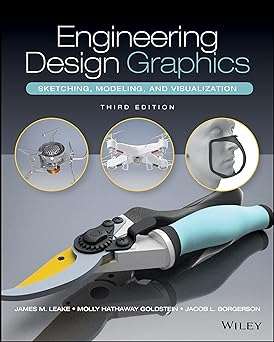 Engineering
Design Graphics
SKETCHING, MODELING, AND VISUALIZATION
THIRD EDITION
JAMES M. LEAKE • MOLLY HATHAWAY GOLDSTEIN • JACOB L. BORGERSON
WILEY